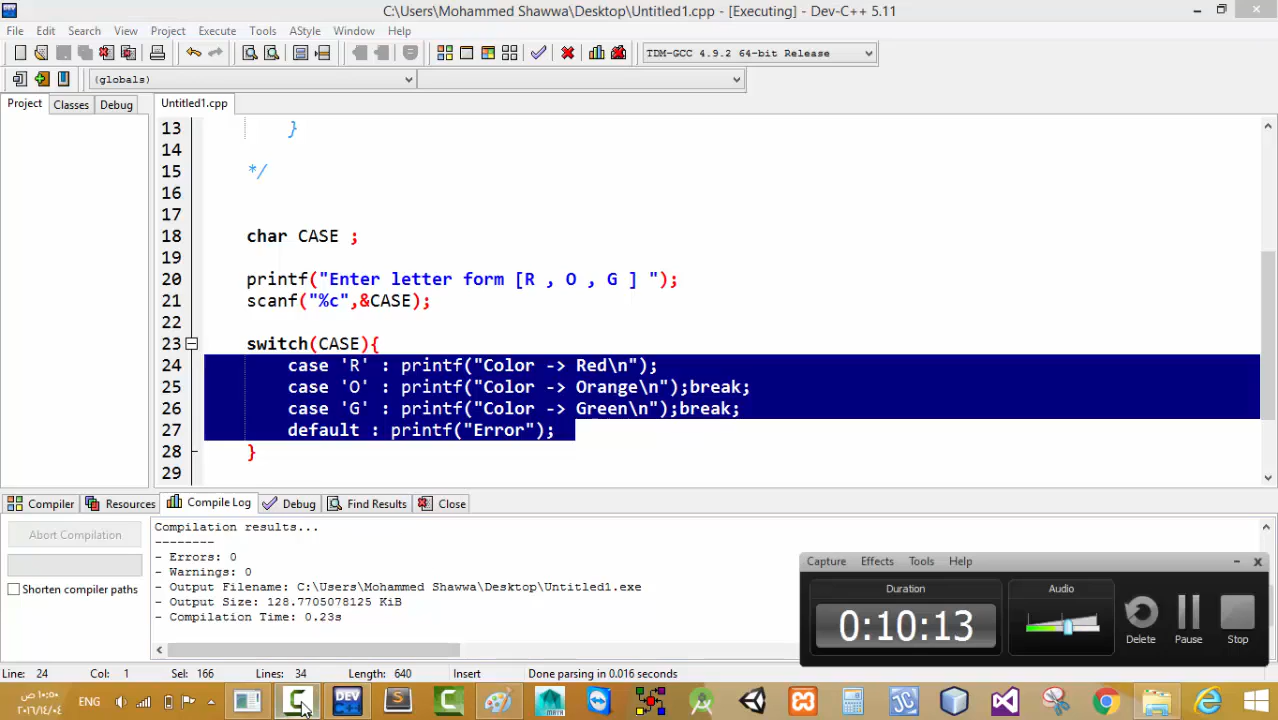 C:\Users\Mohammed Shawwa\Desktop\Untitled1.cpp - [Executing] - Dev-C++ 5.11
File Edit Search View Project Execute Tools AStyle Window Help
TDM-GCC 4.9.2 64-bit Release
(globals)
Project Classes Debug Untitled1.cpp
13 }
14
15 */
16
17
18 char CASE ;
19
20 printf("Enter letter form [R , O , G ] ");
21 scanf("%c",&CASE);
22
23 switch(CASE){
24 case 'R' : printf("Color -> Red\n");
25 case 'O' : printf("Color -> Orange\n");break;
26 case 'G' : printf("Color -> Green\n");break;
27 default : printf("Error");
28 }
29
Compiler Resources Compile Log Debug Find Results Close
Abort Compilation
Shorten compiler paths
Compilation results...
--------
- Errors: 0
- Warnings: 0
- Output Filename: C:\Users\Mohammed Shawwa\Desktop\Untitled1.exe
- Output Size: 128.7705078125 KiB
- Compilation Time: 0.23s
Capture Effects Tools Help
Duration Audio
0:10:13
Delete Pause Stop
Line: 24 Col: 1 Sel: 166 Lines: 34 Length: 640 Insert Done parsing in 0.016 seconds
١٠:٥٠ ص
ENG
DEV
MATH
JC